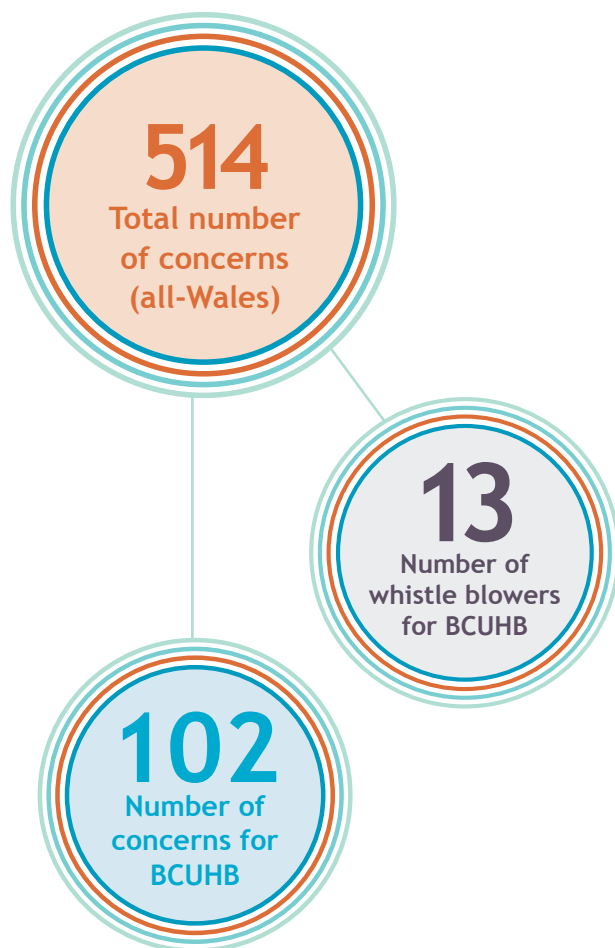 514
Total number
of concerns
(all-Wales)
13
Number of
whistle blowers
for BCUHB
102
Number of
concerns for
BCUHB